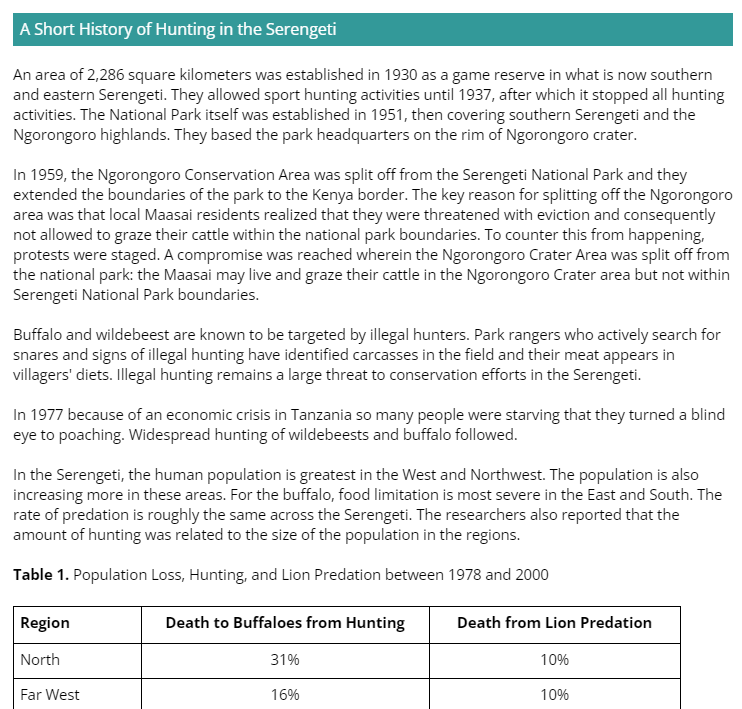 A Short History of Hunting in the Serengeti
An area of 2,286 square kilometers was established in 1930 as a game reserve in what is now southern
and eastern Serengeti. They allowed sport hunting activities until 1937, after which it stopped all hunting
activities. The National Park itself was established in 1951, then covering southern Serengeti and the
Ngorongoro highlands. They based the park headquarters on the rim of Ngorongoro crater.
In 1959, the Ngorongoro Conservation Area was split off from the Serengeti National Park and they
extended the boundaries of the park to the Kenya border. The key reason for splitting off the Ngorongoro
area was that local Maasai residents realized that they were threatened with eviction and consequently
not allowed to graze their cattle within the national park boundaries. To counter this from happening,
protests were staged. A compromise was reached wherein the Ngorongoro Crater Area was split off from
the national park: the Maasai may live and graze their cattle in the Ngorongoro Crater area but not within
Serengeti National Park boundaries.
Buffalo and wildebeest are known to be targeted by illegal hunters. Park rangers who actively search for
snares and signs of illegal hunting have identified carcasses in the field and their meat appears in
villagers' diets. Illegal hunting remains a large threat to conservation efforts in the Serengeti.
In 1977 because of an economic crisis in Tanzania so many people were starving that they turned a blind
eye to poaching. Widespread hunting of wildebeests and buffalo followed.
In the Serengeti, the human population is greatest in the West and Northwest. The population is also
increasing more in these areas. For the buffalo, food limitation is most severe in the East and South. The
rate of predation is roughly the same across the Serengeti. The researchers also reported that the
amount of hunting was related to the size of the population in the regions.
Table 1. Population Loss, Hunting, and Lion Predation between 1978 and 2000
Region Death to Buffaloes from Hunting Death from Lion Predation
North 31% 10%
Far West 16% 10%